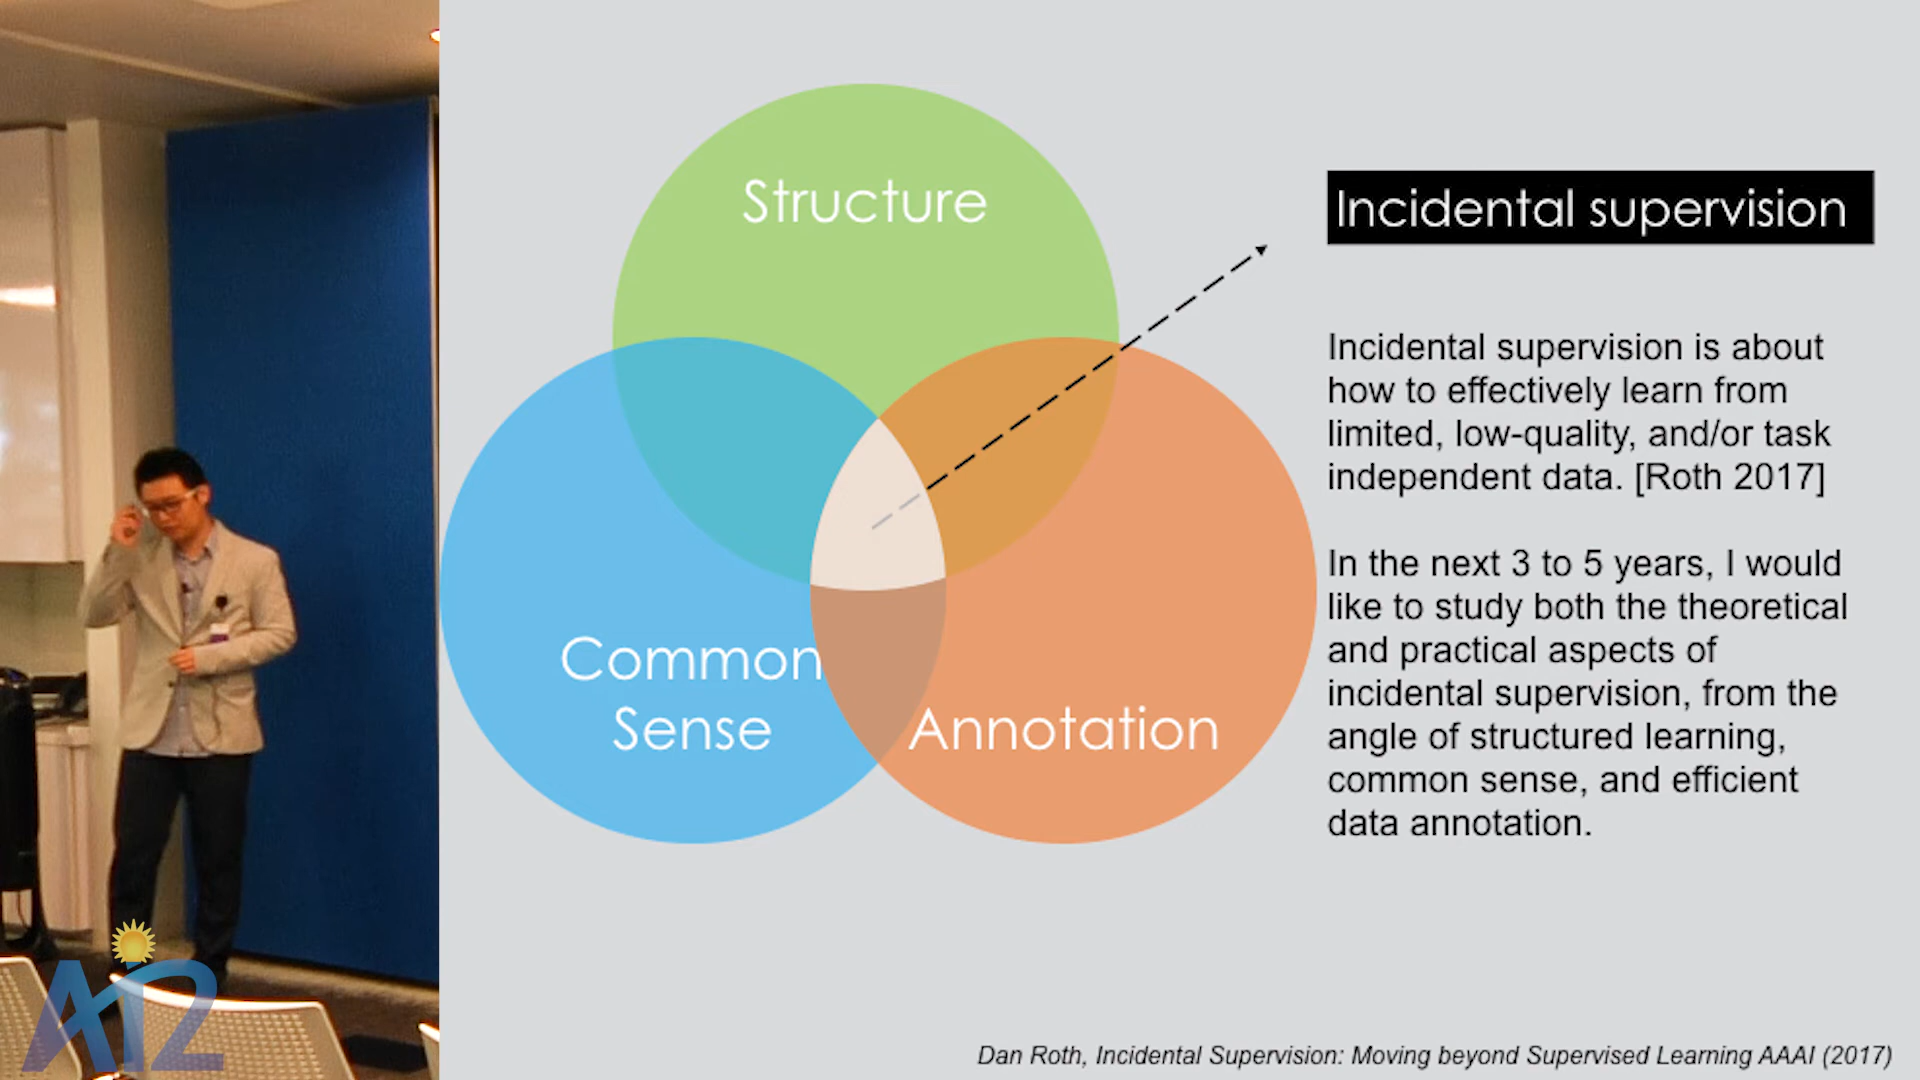 Structure
Common
Sense
Annotation
Incidental supervision
Incidental supervision is about
how to effectively learn from
limited, low-quality, and/or task
independent data. [Roth 2017]
In the next 3 to 5 years, I would
like to study both the theoretical
and practical aspects of
incidental supervision, from the
angle of structured learning,
common sense, and efficient
data annotation.
Dan Roth, Incidental Supervision: Moving beyond Supervised Learning AAAI (2017)
AI2